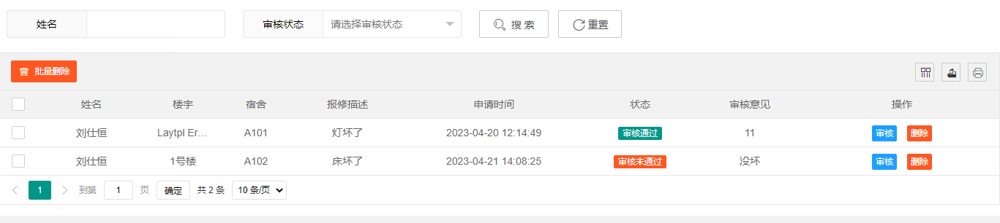 姓名 审核状态 请选择审核状态 搜 索 重置
批量删除
姓名 楼宇 宿舍 报修描述 申请时间 状态 审核意见 操作
刘仕恒 Laytpl Er… A101 灯坏了 2023-04-20 12:14:49 审核通过 11 审核 删除
刘仕恒 1号楼 A102 床坏了 2023-04-21 14:08:25 审核未通过 没坏 审核 删除
1 到第 1 页 确定 共 2 条 10 条/页